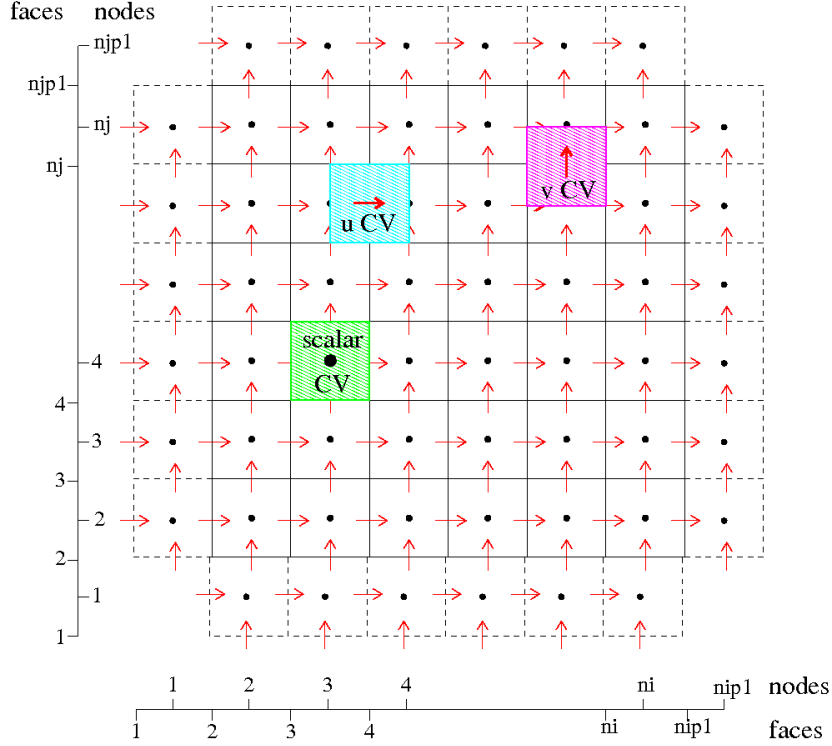 faces nodes
njp1
njp1
nj
nj
v CV
u CV
scalar
4
CV
4
3
3
2
2
1
1
1 2 3 4 ni nip1 nodes
1 2 3 4 ni nip1 faces